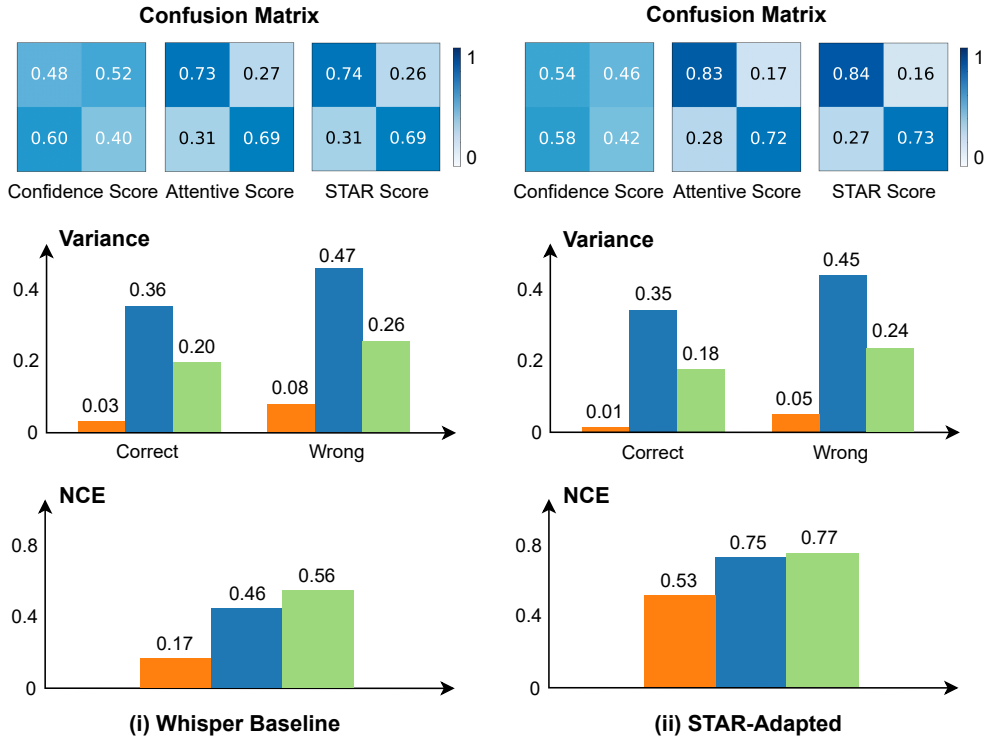 Confusion Matrix
0.48 0.52 0.73 0.27 0.74 0.26 1
0.60 0.40 0.31 0.69 0.31 0.69 0
Confidence Score Attentive Score STAR Score
Variance
0.4
0.2
0
0.03 0.36 0.20 0.08 0.47 0.26
Correct Wrong
NCE
0.8
0.4
0
0.17 0.46 0.56
(i) Whisper Baseline
Confusion Matrix
0.54 0.46 0.83 0.17 0.84 0.16 1
0.58 0.42 0.28 0.72 0.27 0.73 0
Confidence Score Attentive Score STAR Score
Variance
0.4
0.2
0
0.01 0.35 0.18 0.05 0.45 0.24
Correct Wrong
NCE
0.8
0.4
0
0.53 0.75 0.77
(ii) STAR-Adapted